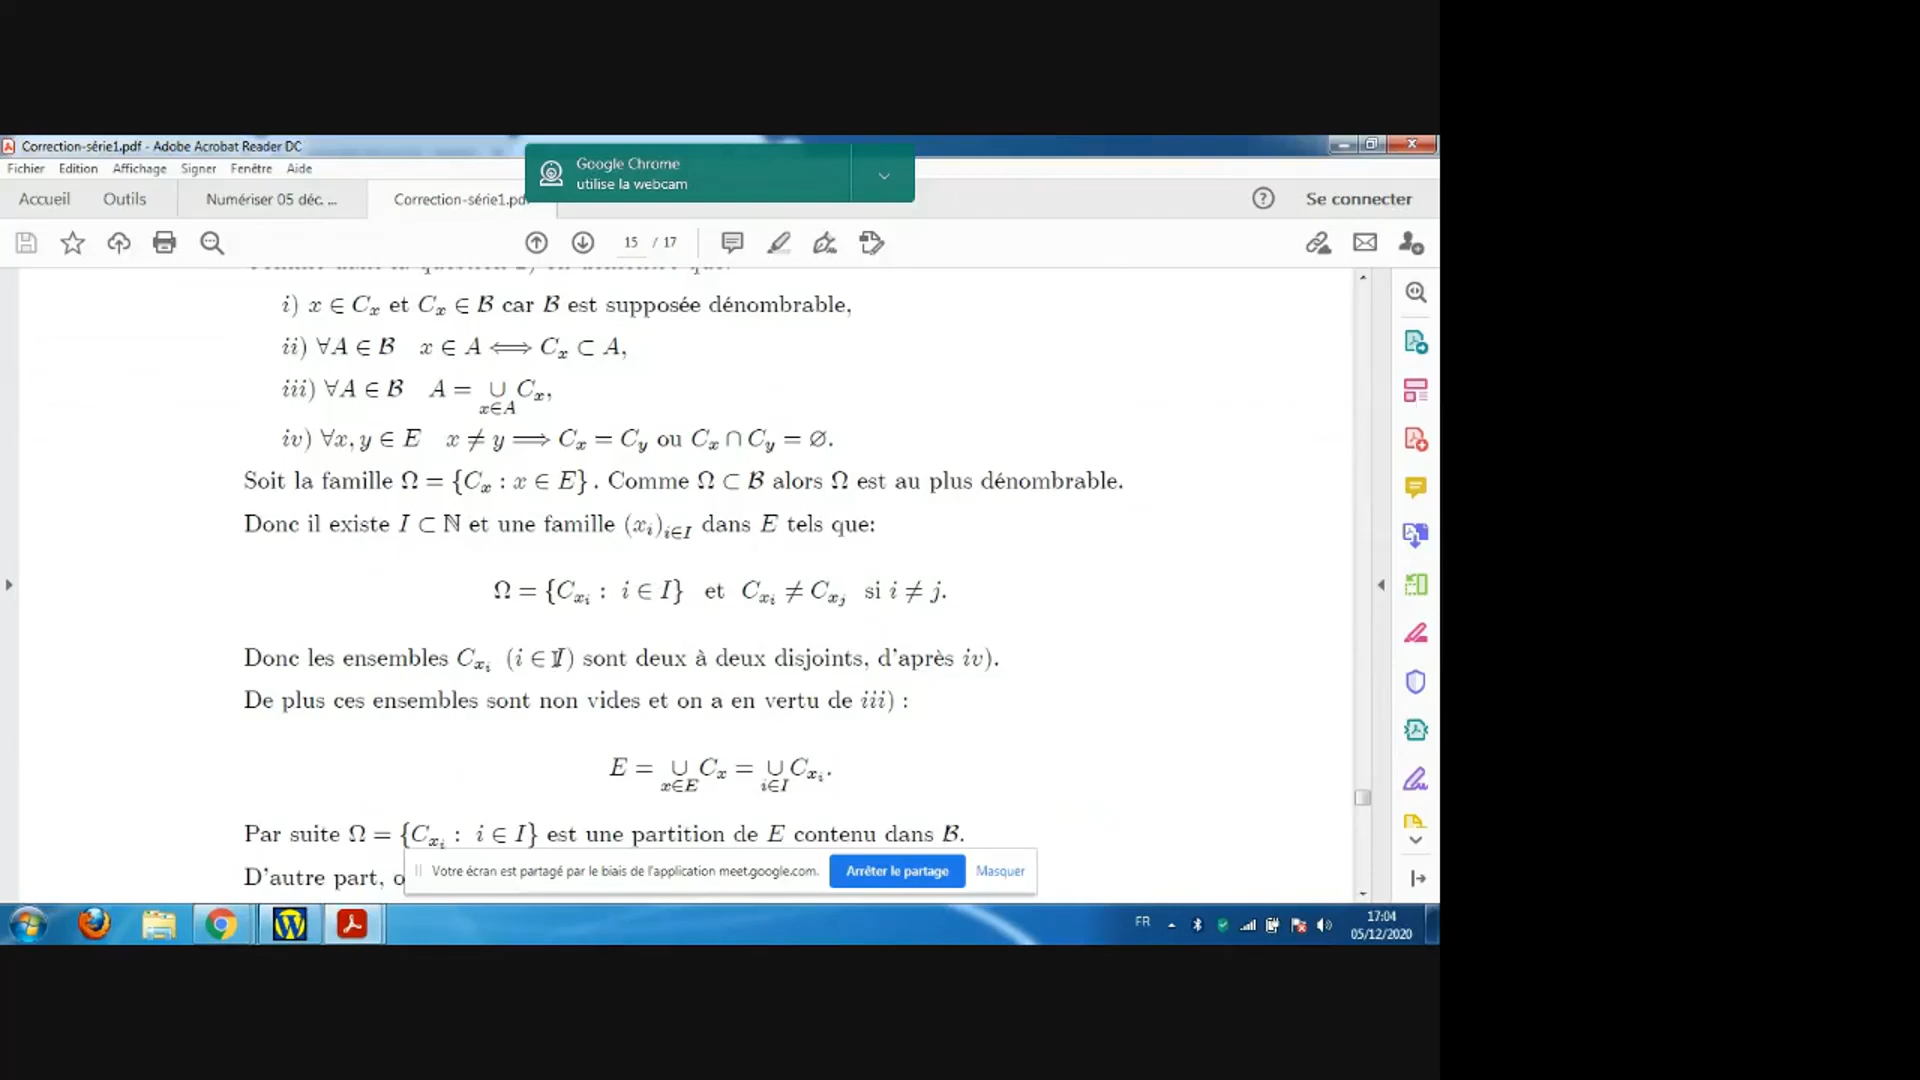 Correction-série1.pdf - Adobe Acrobat Reader DC
Google Chrome
utilise la webcam
Fichier Edition Affichage Signer Fenêtre Aide
Accueil Outils Numériser 05 déc. ... Correction-série1.pd Se connecter
15 / 17
i) x ∈ Cₓ et Cₓ ∈ ℬ car ℬ est supposée dénombrable,
ii) ∀A ∈ ℬ x ∈ A ⟺ Cₓ ⊂ A,
iii) ∀A ∈ ℬ A = ∪_{x∈A} Cₓ,
iv) ∀x, y ∈ E x ≠ y ⟹ C_x = C_y ou C_x ∩ C_y = ∅.
Soit la famille Ω = {C_x : x ∈ E}. Comme Ω ⊂ ℬ alors Ω est au plus dénombrable.
Donc il existe I ⊂ ℕ et une famille (x_i)_{i∈I} dans E tels que:
Ω = {C_{x_i} : i ∈ I} et C_{x_i} ≠ C_{x_j} si i ≠ j.
Donc les ensembles C_{x_i} (i ∈ I) sont deux à deux disjoints, d'après iv).
De plus ces ensembles sont non vides et on a en vertu de iii) :
E = ∪_{x∈E} C_x = ∪_{i∈I} C_{x_i}.
Par suite Ω = {C_{x_i} : i ∈ I} est une partition de E contenu dans ℬ.
D'autre part, o
Votre écran est partagé par le biais de l'application meet.google.com. Arrêter le partage Masquer
FR 17:04
05/12/2020